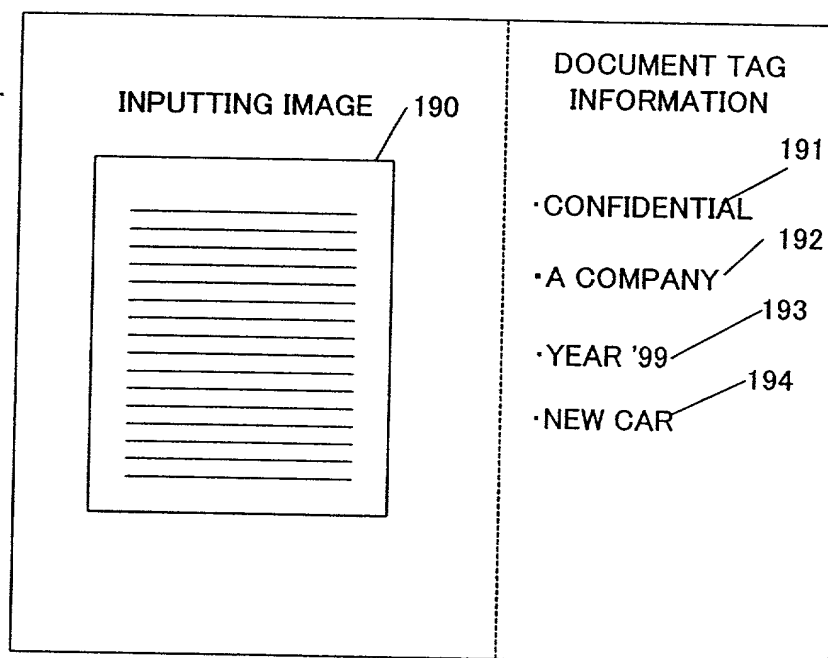 INPUTTING IMAGE 190
DOCUMENT TAG
INFORMATION
191
·CONFIDENTIAL
192
·A COMPANY
193
·YEAR '99
194
·NEW CAR